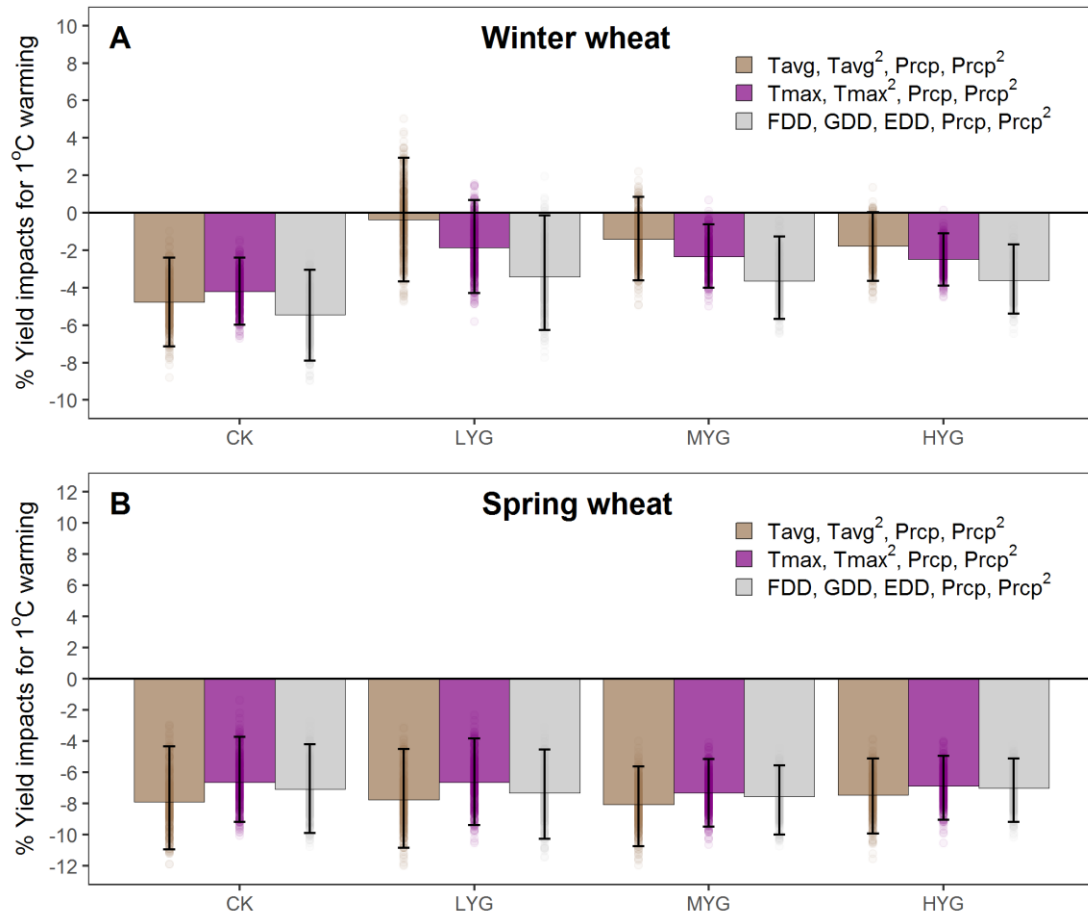 A
Winter wheat
Tavg, Tavg², Prcp, Prcp²
Tmax, Tmax², Prcp, Prcp²
FDD, GDD, EDD, Prcp, Prcp²
% Yield impacts for 1°C warming
10
8
6
4
2
0
-2
-4
-6
-8
-10
CK LYG MYG HYG
B
Spring wheat
Tavg, Tavg², Prcp, Prcp²
Tmax, Tmax², Prcp, Prcp²
FDD, GDD, EDD, Prcp, Prcp²
% Yield impacts for 1°C warming
12
10
8
6
4
2
0
-2
-4
-6
-8
-10
-12
CK LYG MYG HYG